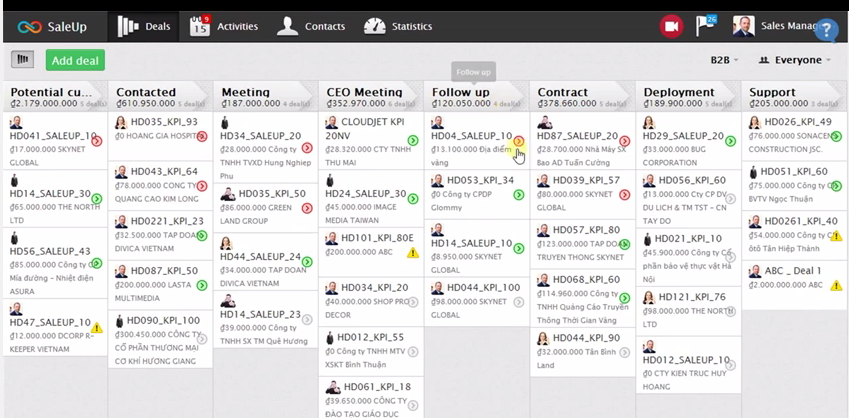 SaleUp
Deals
9
15
Activities
Contacts
Statistics
26
Sales Manag
?
Add deal
B2B
Everyone
Follow up
Potential cu...
₫2.179.000.000 5 deal(s)
HD041_SALEUP_10
₫17.000.000 SKYNET
GLOBAL
HD14_SALEUP_30
₫65.000.000 THE NORTH
LTD
HD56_SALEUP_43
₫85.000.000 Công ty
Mía đường – Nhiệt điện
ASURA
HD47_SALEUP_10
₫12.000.000 DCORP R-
KEEPER VIETNAM
Contacted
₫610.950.000 5 deal(s)
HD035_KPI_93
₫0 HOANG GIA HOSPIT
HD043_KPI_64
₫78.000.000 CONG TY
QUANG CAO KIM LONG
HD0221_KPI_23
₫32.500.000 TAP DOAN
DIVICA VIETNAM
HD087_KPI_50
₫200.000.000 LASTA
MULTIMEDIA
HD090_KPI_100
₫300.450.000 CÔNG TY
CỔ PHẦN THƯƠNG MẠI
CƠ KHÍ HƯƠNG GIANG
Meeting
₫187.000.000 4 deal(s)
HD34_SALEUP_20
₫28.000.000 Công ty
TNHH TVXD Hung Nghiep
Phu
HD035_KPI_50
₫86.000.000 GREEN
LAND GROUP
HD44_SALEUP_24
₫34.000.000 TAP DOAN
DIVICA VIETNAM
HD14_SALEUP_23
₫39.000.000 Công ty
TNHH SX TM Quê Hương
CEO Meeting
₫352.970.000 6 deal(s)
CLOUDJET KPI
20NV
₫28.320.000 CTY TNHH
THU MAI
HD24_SALEUP_30
₫45.000.000 IMAGE
MEDIA TAIWAN
HD101_KPI_80E
₫200.000.000 ABC
HD034_KPI_20
₫40.000.000 SHOP PRO
DECOR
HD012_KPI_55
₫0 Công ty TNHH MTV
X5KT Bình Thuận
HD061_KPI_18
₫39.650.000 CÔNG TY
ĐÀO TẠO GIÁO DỤC
Follow up
₫120.050.000 4 deal(s)
HD04_SALEUP_10
₫13.100.000 Địa điểm
vàng
HD053_KPI_34
₫0 Công ty CPDP
Glommy
HD14_SALEUP_10
₫8.950.000 SKYNET
GLOBAL
HD044_KPI_100
₫98.000.000 SKYNET
GLOBAL
Contract
₫378.660.000 5 deal(s)
HD87_SALEUP_20
₫28.700.000 Nhà Máy SX
Bao AD Tuấn Cường
HD039_KPI_57
₫80.000.000 SKYNET
GLOBAL
HD057_KPI_80
₫123.000.000 TAP DOAN
TRUYEN THONG SKYNET
HD068_KPI_60
₫114.960.000 Công ty
TNHH Quảng Cáo Truyền
Thông Thời Gian Vàng
HD044_KPI_90
₫32.000.000 Tân Bình
Land
Deployment
₫189.900.000 5 deal(s)
HD29_SALEUP_20
₫33.000.000 BUG
CORPORATION
HD056_KPI_60
₫13.000.000 Cty CP DV
DU LICH & TM TST – CN
TAY DO
HD021_KPI_10
₫45.900.000 Công ty Cổ
phần bảo vệ thực vật Hà
Nội
HD121_KPI_76
₫98.000.000 THE NORTH
LTD
HD012_SALEUP_10
₫0 CTY KIEN TRUC HUY
HOANG
Support
₫205.000.000 3 deal(s)
HD026_KPI_49
₫76.000.000 SONACEN
CONSTRUCTION JSC.
HD051_KPI_60
₫75.000.000 Công ty
BVTV Ngọc Thuận
HD0261_KPI_40
₫54.000.000 Công ty
ôtô Tân Hiệp Thành
ABC _ Deal 1
₫2.000.000.000 ABC